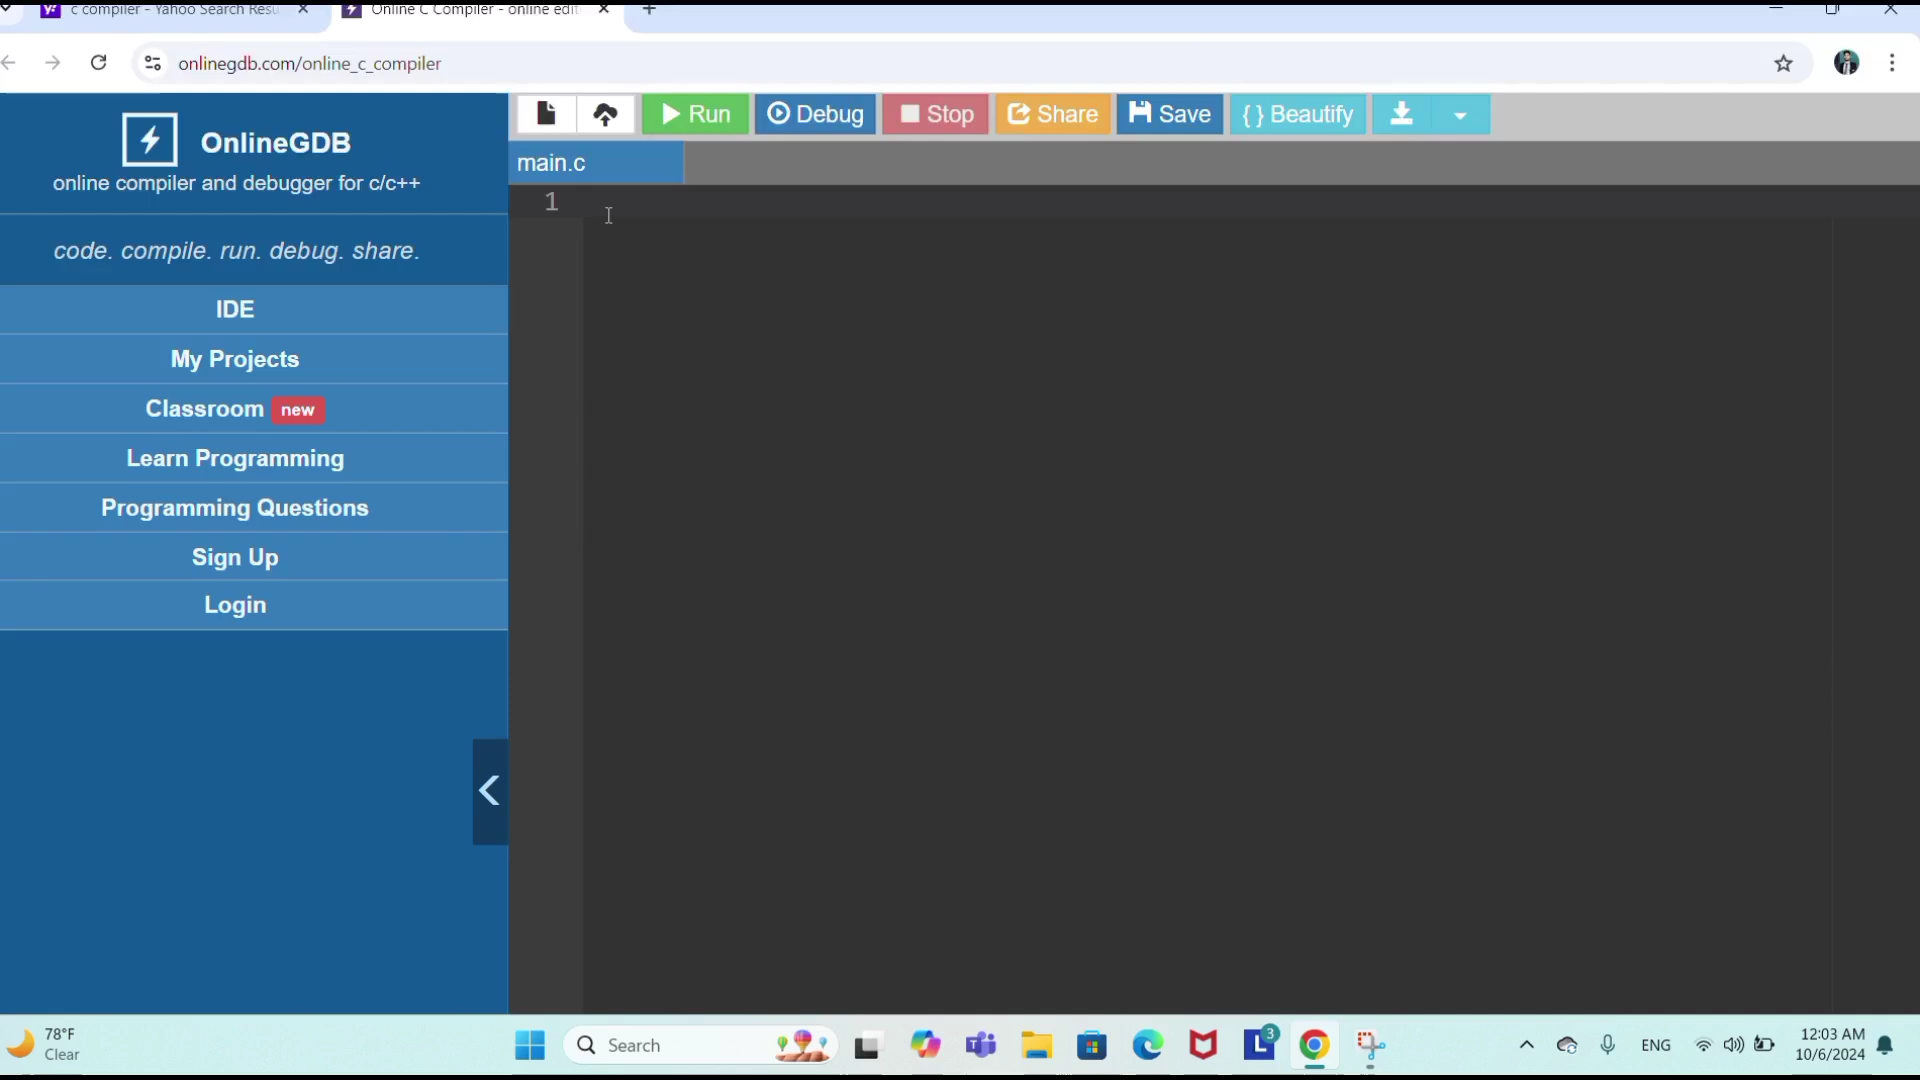 c compiler - Yahoo Search Resu
Online C Compiler - online edit
onlinegdb.com/online_c_compiler
OnlineGDB
online compiler and debugger for c/c++
code. compile. run. debug. share.
IDE
My Projects
Classroom new
Learn Programming
Programming Questions
Sign Up
Login
Run Debug Stop Share Save { } Beautify
main.c
1
78°F
Clear
Search
3
ENG
12:03 AM
10/6/2024